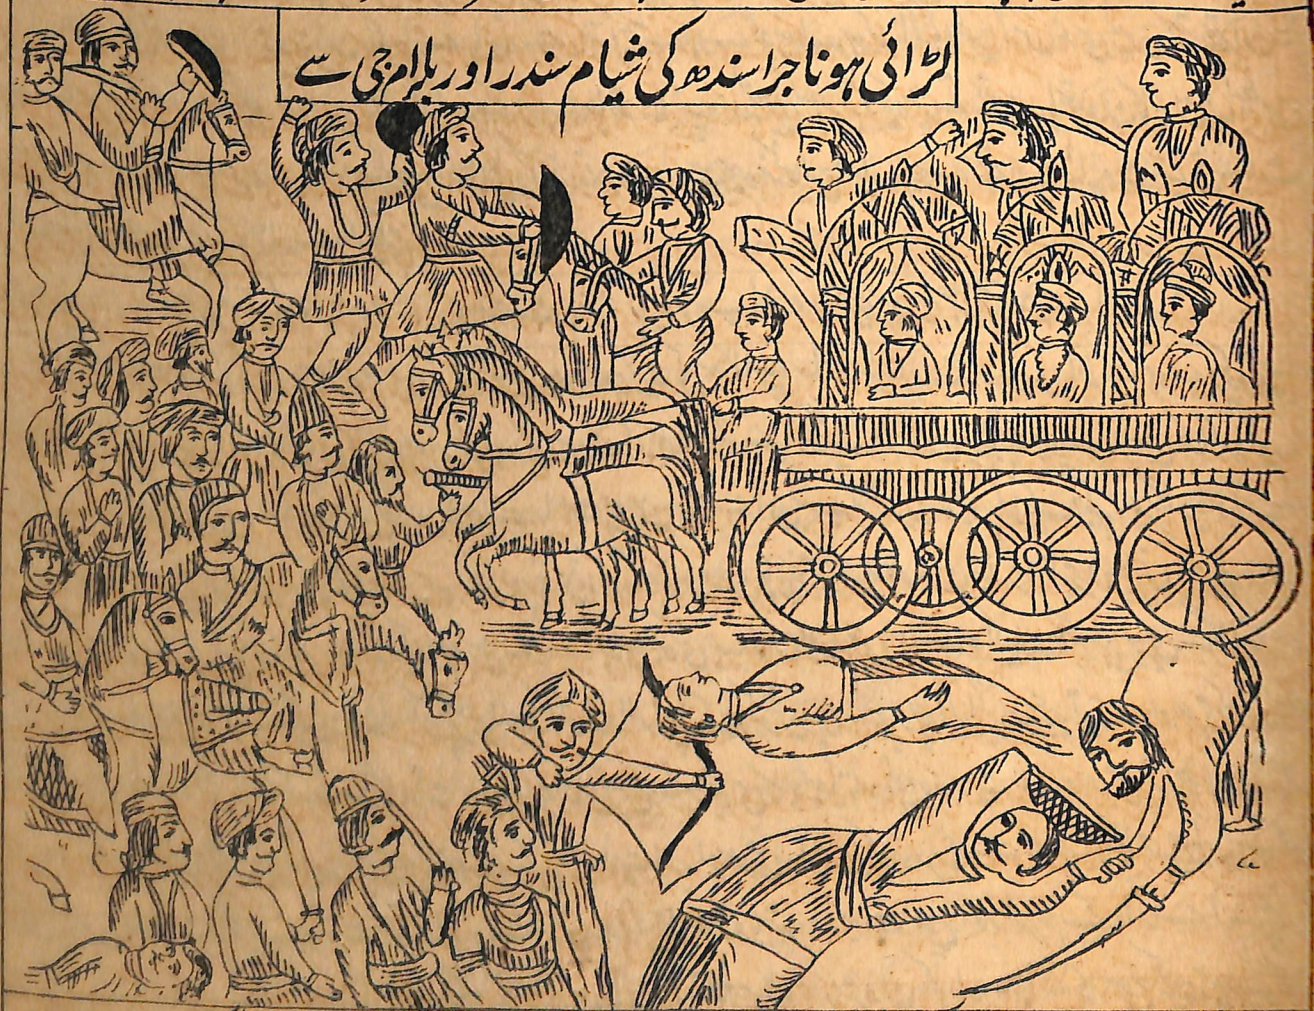 لڑائی ہونا جراسندھ کی شیام سندر اور بلرام جی سے